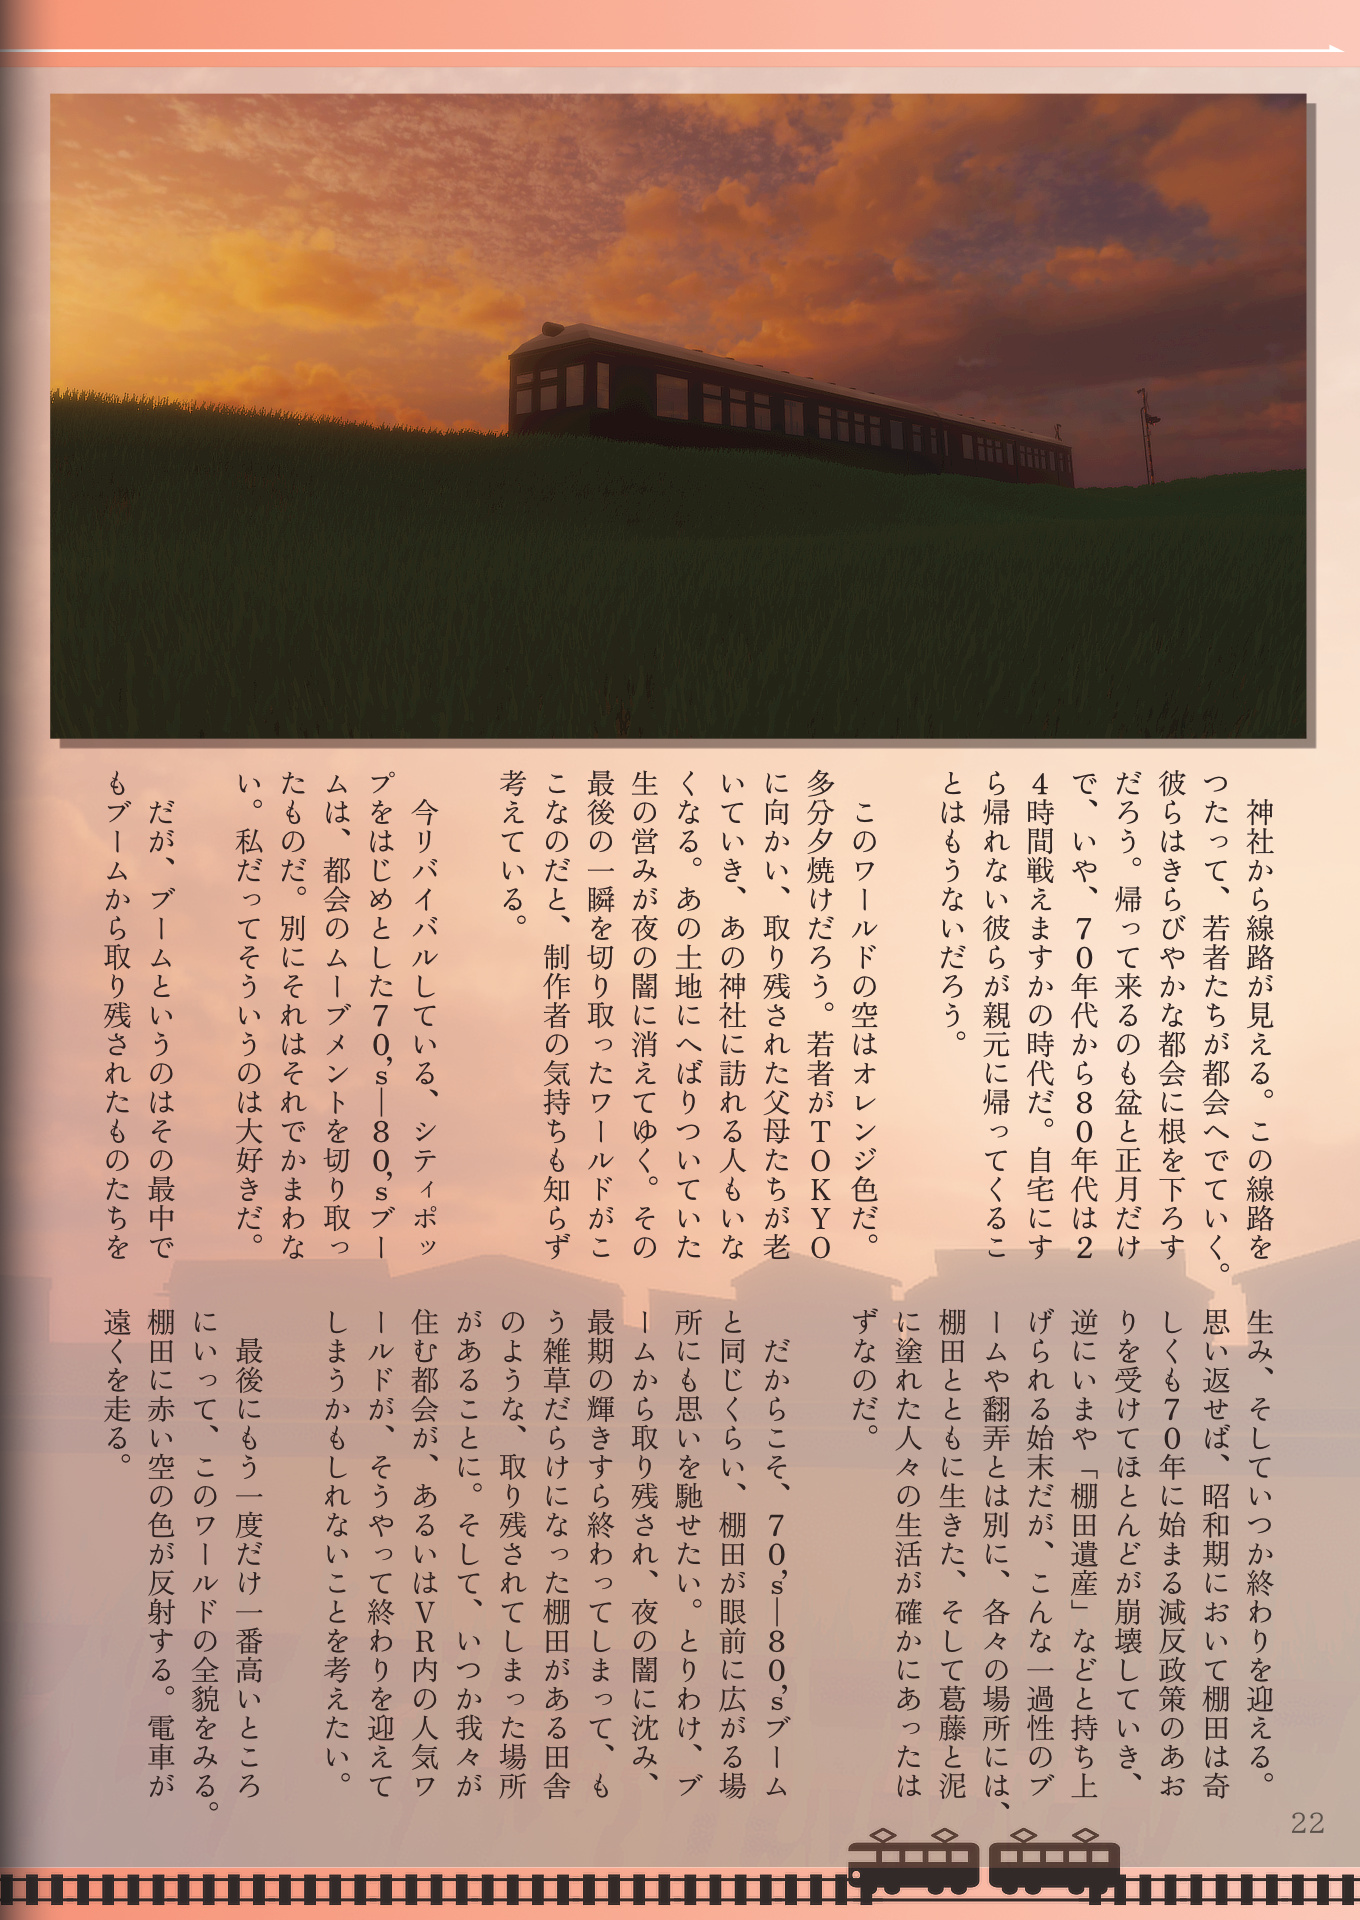 神社から線路が見える。この線路を
つたって、若者たちが都会へでていく。
彼らはきらびやかな都会に根を下ろす
だろう。帰って来るのも盆と正月だけ
で、いや、70年代から80年代は2
4時間戦えますかの時代だ。自宅にす
ら帰れない彼らが親元に帰ってくるこ
とはもうないだろう。
　このワールドの空はオレンジ色だ。
多分夕焼けだろう。若者がTOKYO
に向かい、取り残された父母たちが老
いていき、あの神社に訪れる人もいな
くなる。あの土地にへばりついていた
生の営みが夜の闇に消えてゆく。その
最後の一瞬を切り取ったワールドがこ
こなのだと、制作者の気持ちも知らず
考えている。
　今リバイバルしている、シティポッ
プをはじめとした70’s―80’sブー
ムは、都会のムーブメントを切り取っ
たものだ。別にそれはそれでかまわな
い。私だってそういうのは大好きだ。
　だが、ブームというのはその最中で
もブームから取り残されたものたちを
生み、そしていつか終わりを迎える。
思い返せば、昭和期において棚田は奇
しくも70年に始まる減反政策のあお
りを受けてほとんどが崩壊していき、
逆にいまや「棚田遺産」などと持ち上
げられる始末だが、こんな一過性のブ
ームや翻弄とは別に、各々の場所には、
棚田とともに生きた、そして葛藤と泥
に塗れた人々の生活が確かにあったは
ずなのだ。
　だからこそ、70’s―80’sブーム
と同じくらい、棚田が眼前に広がる場
所にも思いを馳せたい。とりわけ、ブ
ームから取り残され、夜の闇に沈み、
最期の輝きすら終わってしまって、も
う雑草だらけになった棚田がある田舎
のような、取り残されてしまった場所
があることに。そして、いつか我々が
住む都会が、あるいはVR内の人気ワ
ールドが、そうやって終わりを迎えて
しまうかもしれないことを考えたい。
　最後にもう一度だけ一番高いところ
にいって、このワールドの全貌をみる。
棚田に赤い空の色が反射する。電車が
遠くを走る。
22